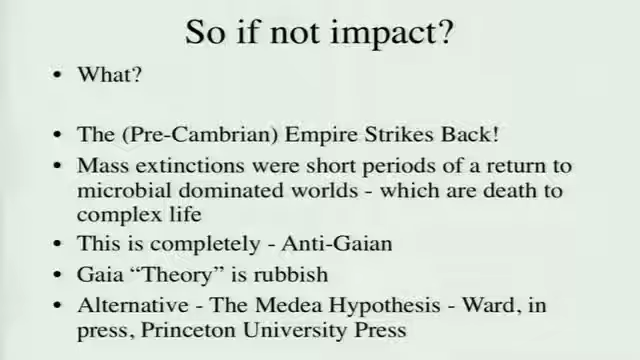 So if not impact?
• What?
• The (Pre-Cambrian) Empire Strikes Back!
• Mass extinctions were short periods of a return to
microbial dominated worlds - which are death to
complex life
• This is completely - Anti-Gaian
• Gaia “Theory” is rubbish
• Alternative - The Medea Hypothesis - Ward, in
press, Princeton University Press